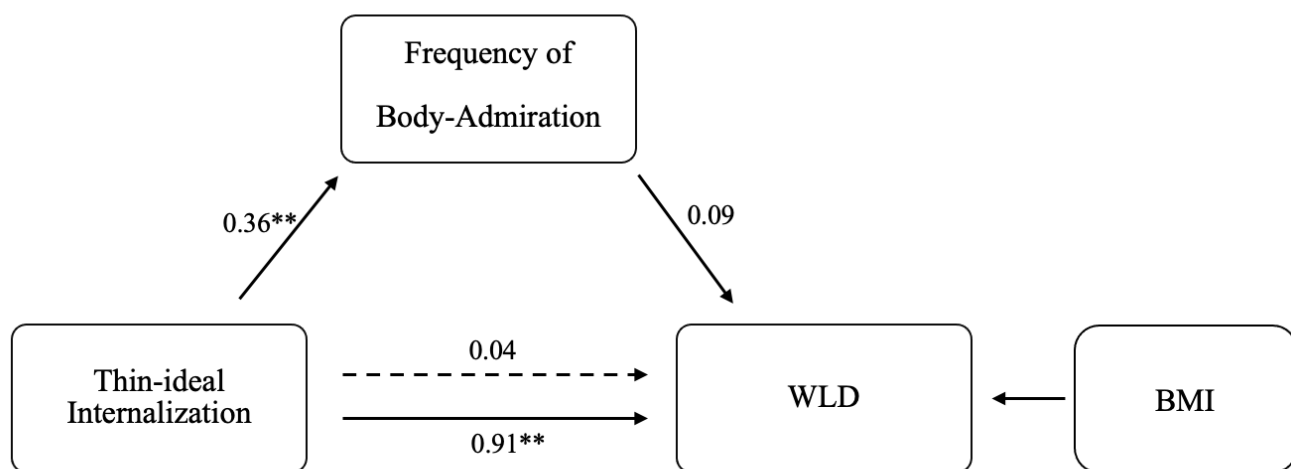 Frequency of
Body-Admiration
0.36**
0.09
0.04
Thin-ideal
Internalization
WLD
BMI
0.91**